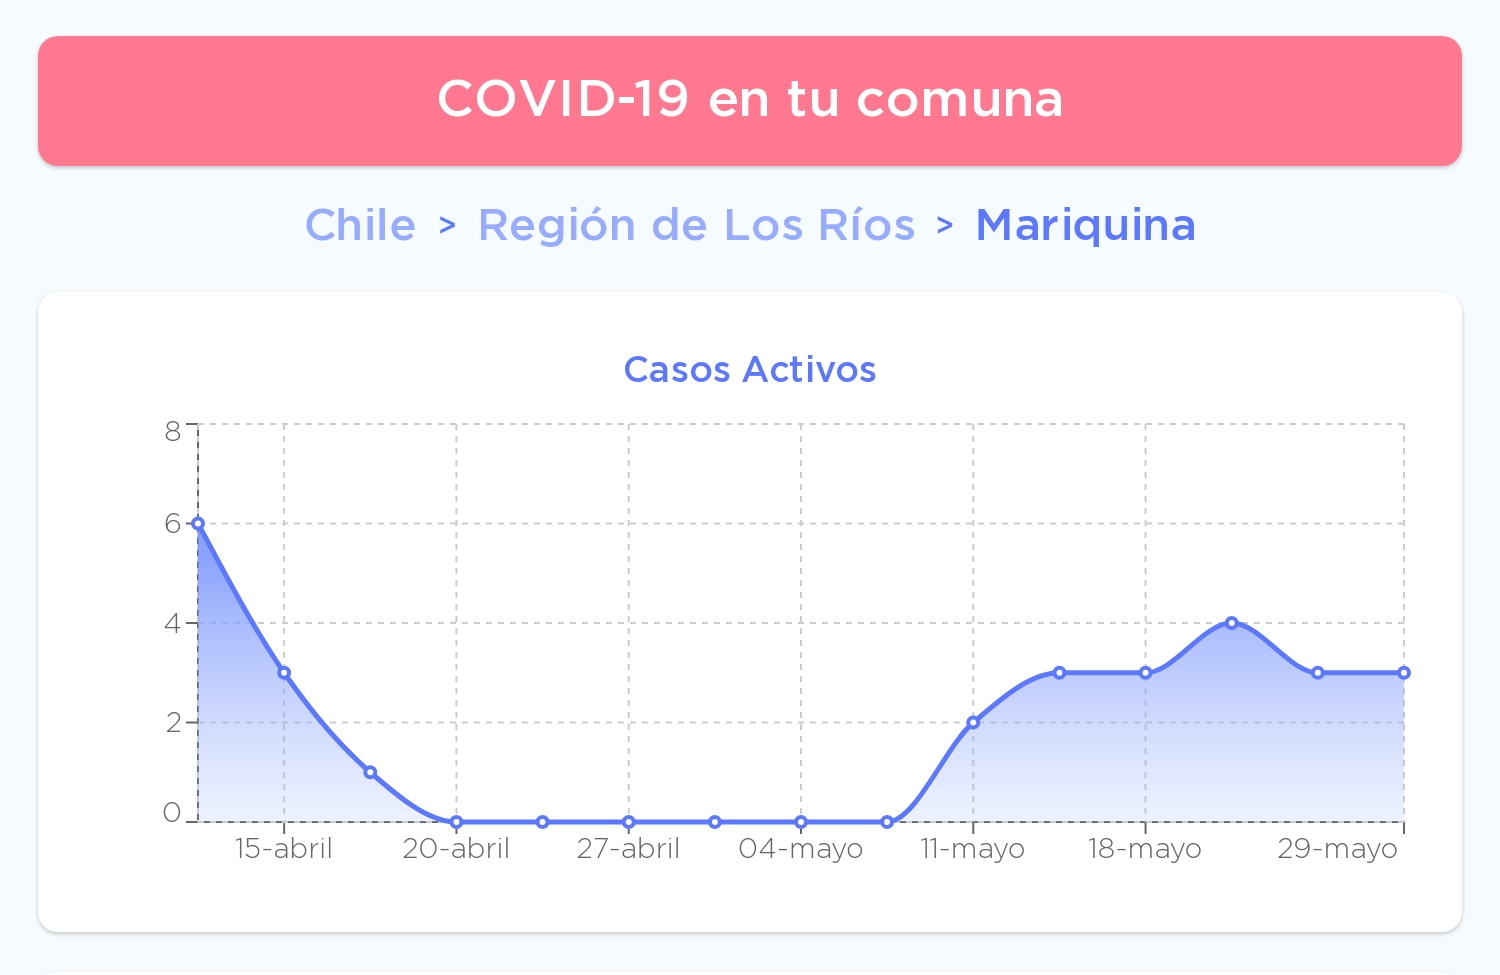 COVID-19 en tu comuna
Chile > Región de Los Ríos > Mariquina
Casos Activos
8
6
4
2
0
15-abril 20-abril 27-abril 04-mayo 11-mayo 18-mayo 29-mayo